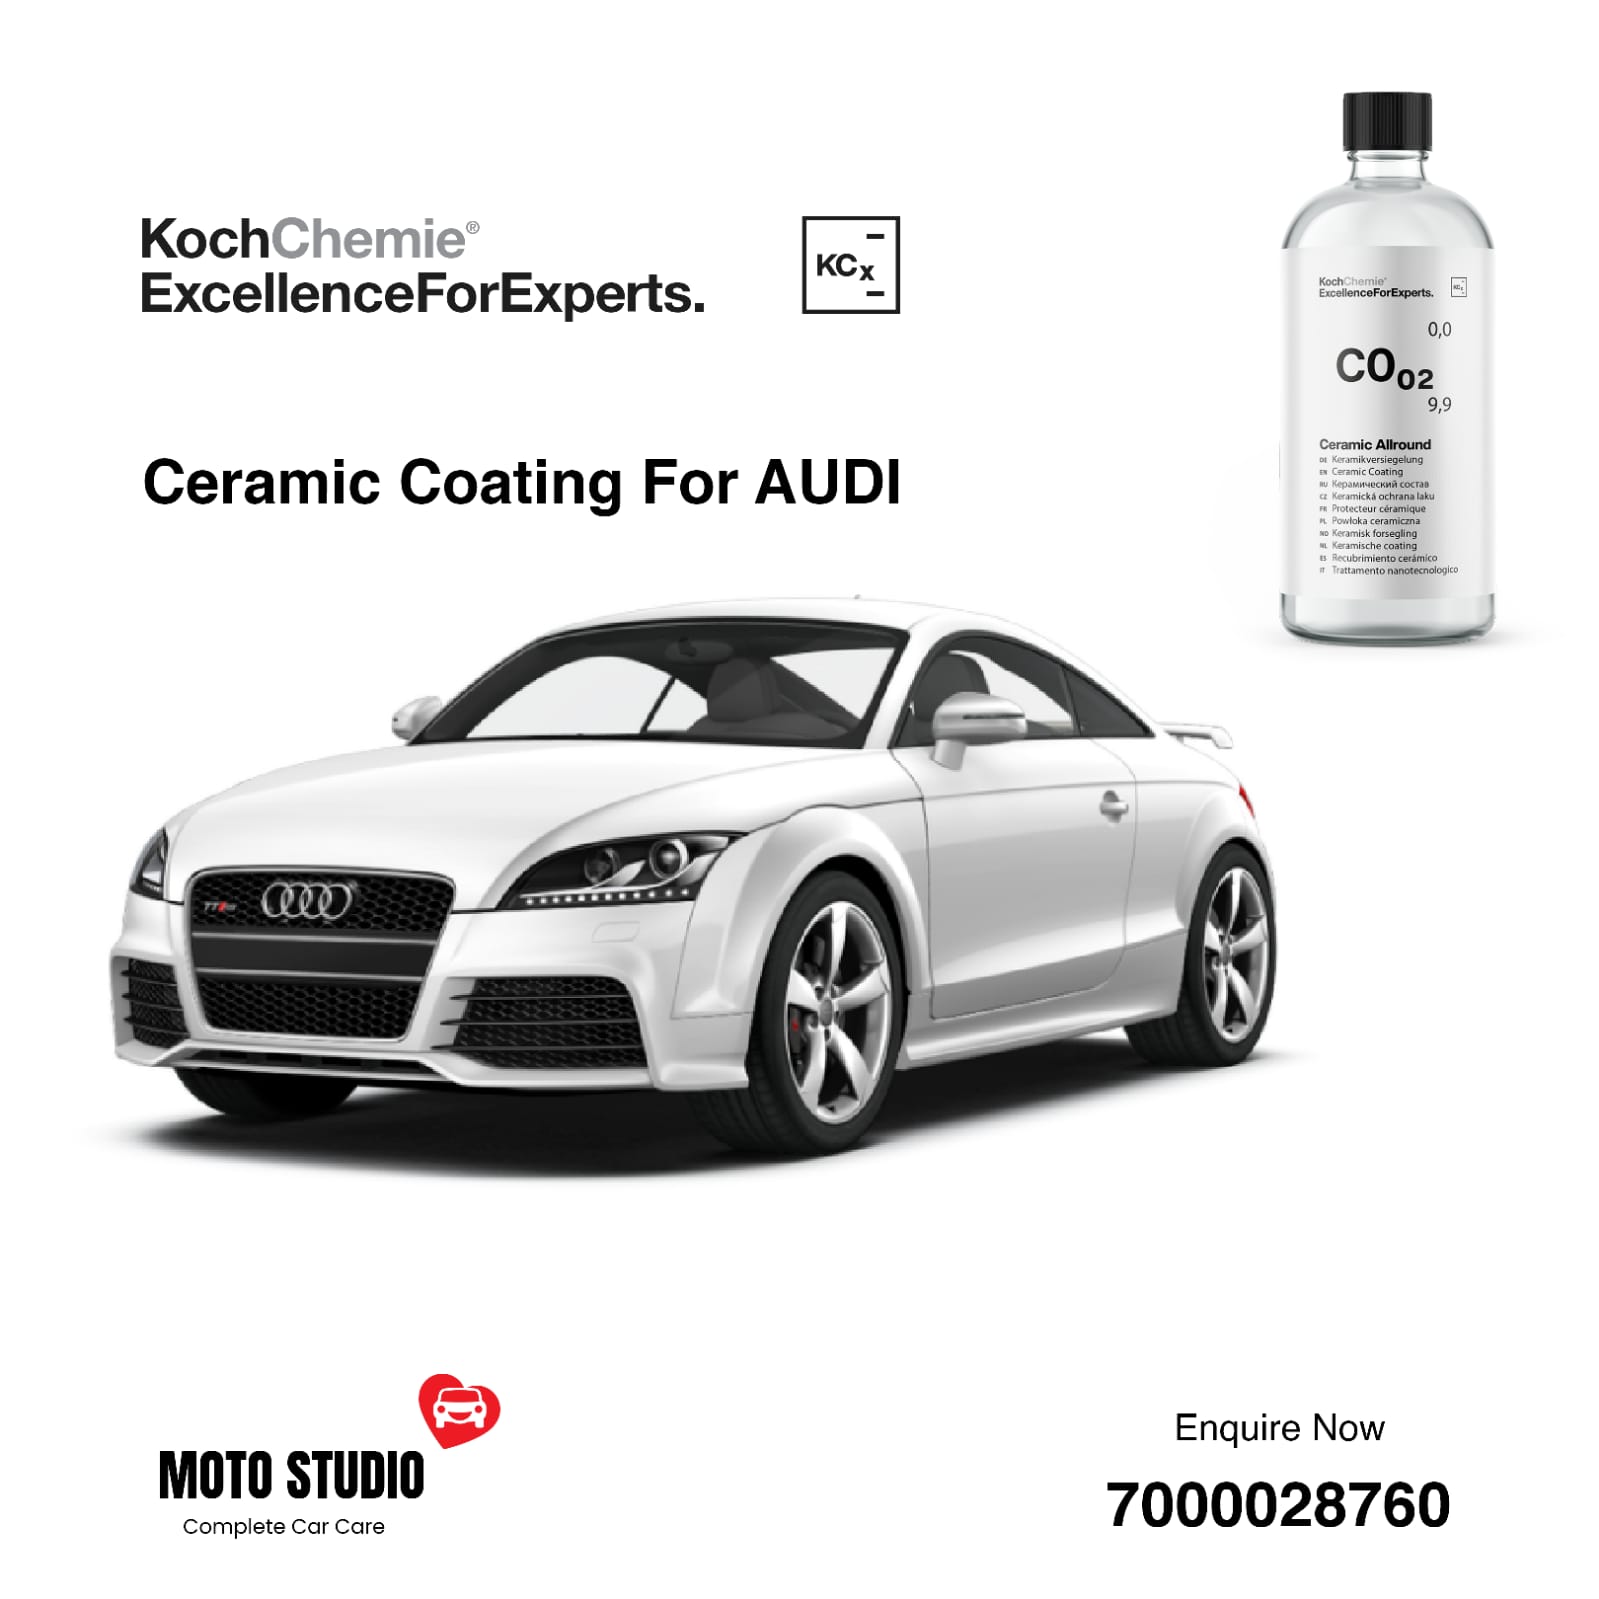 KochChemie®
ExcellenceForExperts.
KCx
Ceramic Coating For AUDI
KochChemie®
ExcellenceForExperts.
KCx
0,0
CO02
9,9
Ceramic Allround
DE Keramikversiegelung
EN Ceramic Coating
RU Керамический состав
CZ Keramická ochrana laku
FR Protecteur céramique
PL Powłoka ceramiczna
NO Keramisk forsegling
NL Keramische coating
ES Recubrimiento cerámico
IT Trattamento nanotecnologico
TTRS
MOTO STUDIO
Complete Car Care
Enquire Now
7000028760